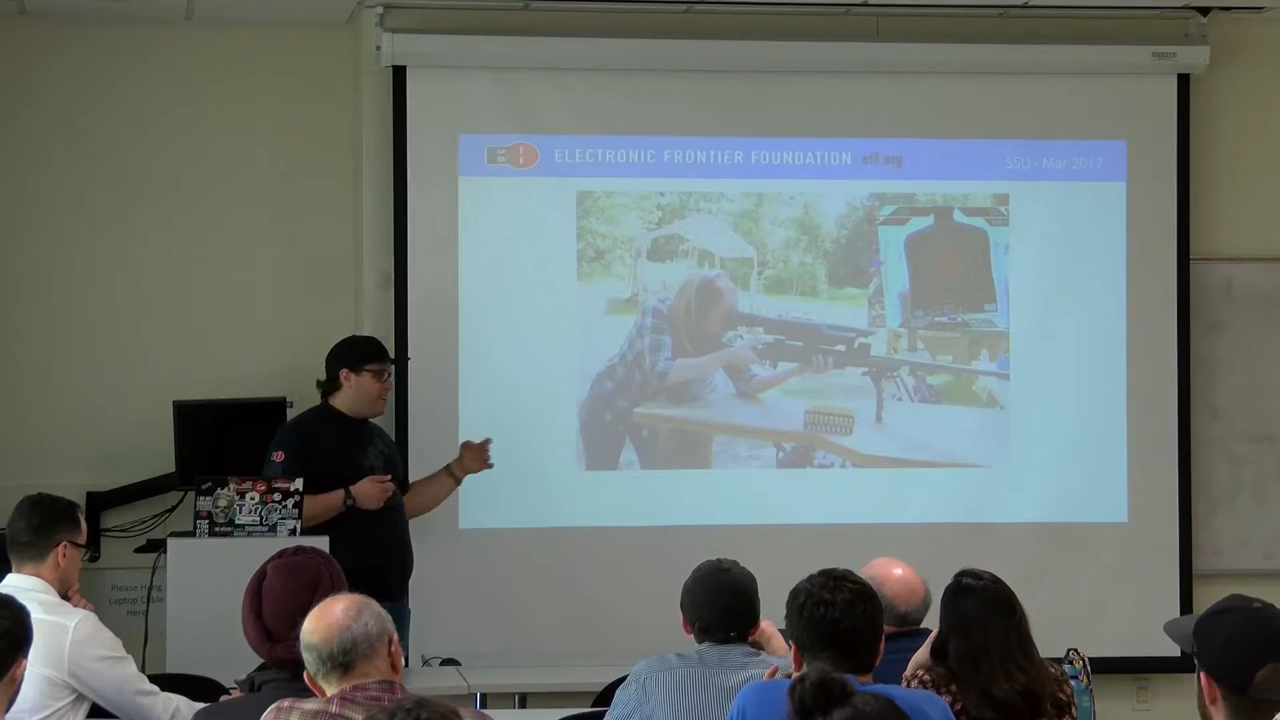 ELECTRONIC FRONTIER FOUNDATION eff.org
SSU - Mar 2017
Please Hang
Laptop Cable
Here